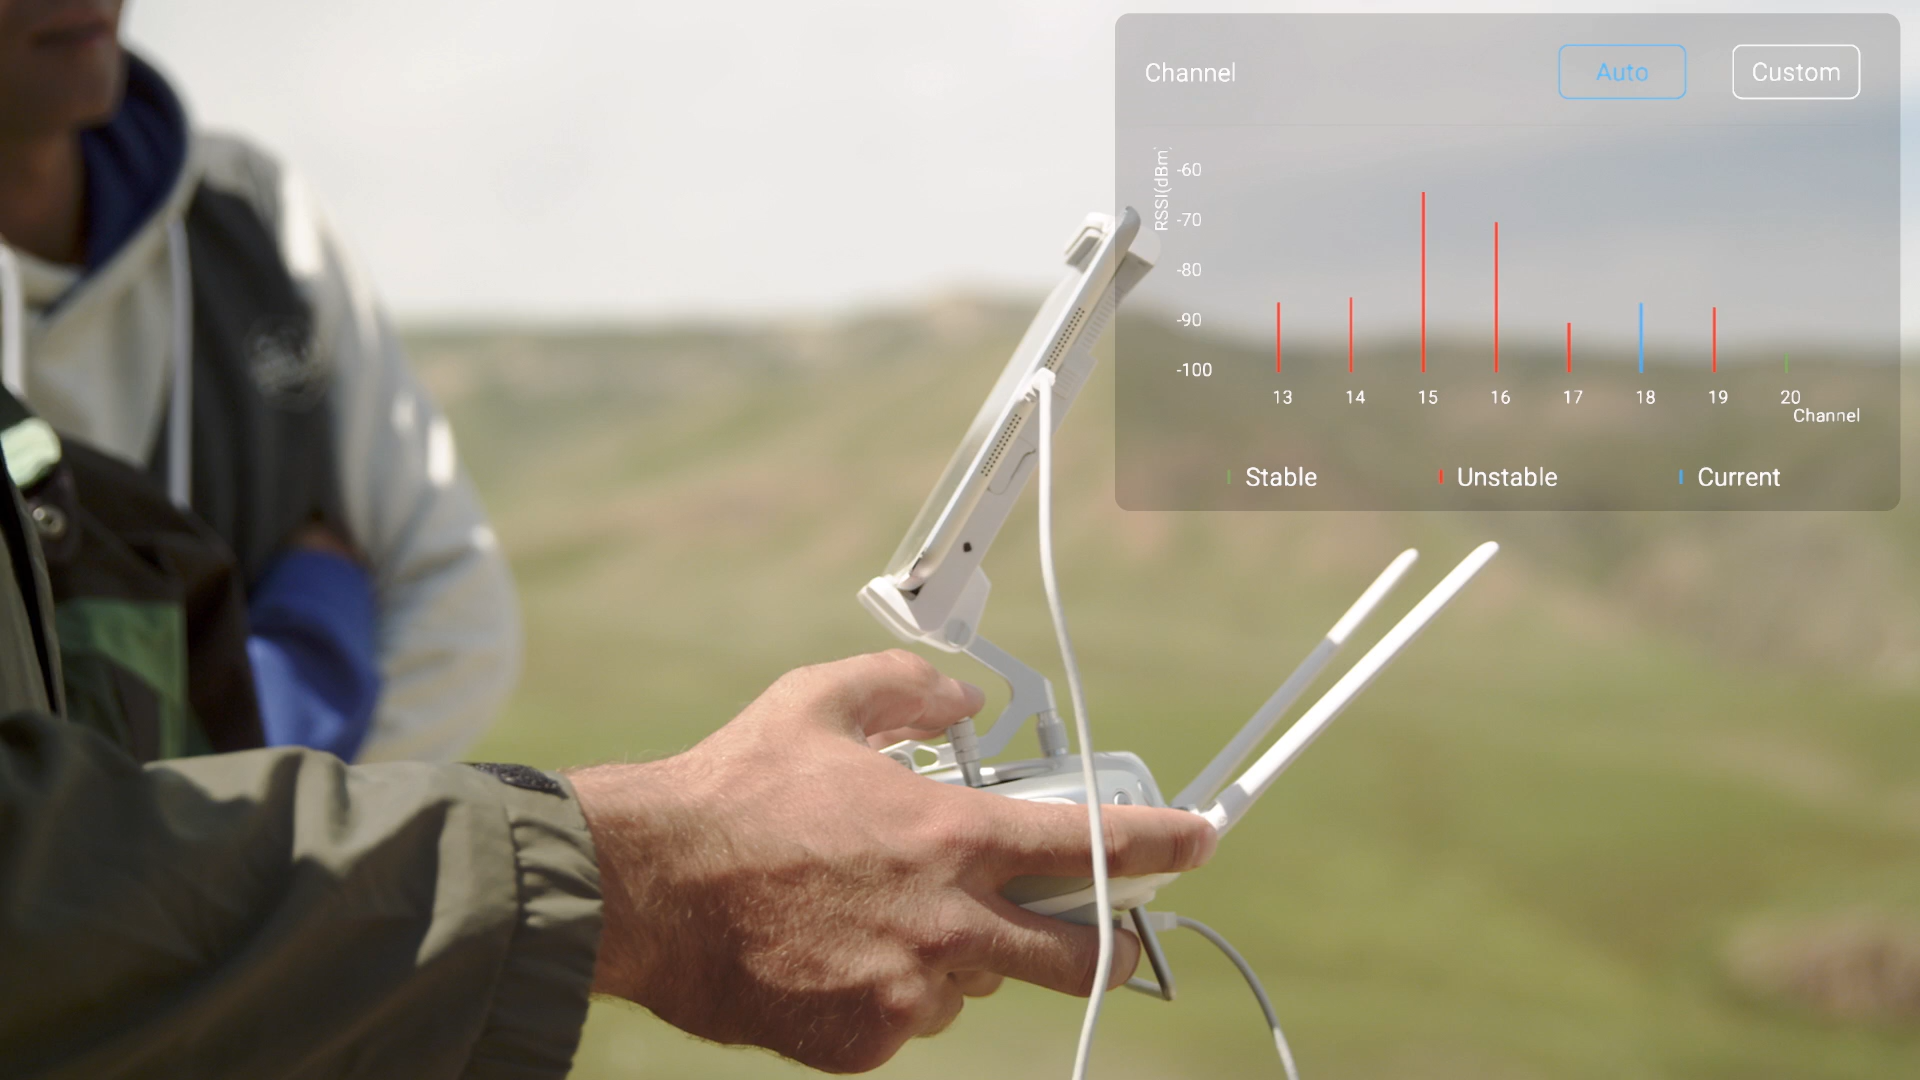 Channel Auto Custom
RSSI(dBm)
-60
-70
-80
-90
-100
13 14 15 16 17 18 19 20
Channel
Stable Unstable Current